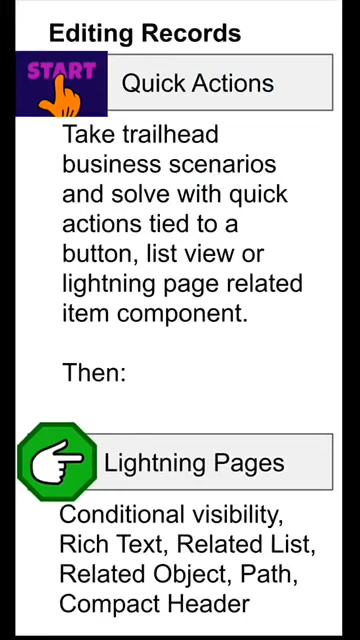 Editing Records
START
Quick Actions
Take trailhead
business scenarios
and solve with quick
actions tied to a
button, list view or
lightning page related
item component.
Then:
Lightning Pages
Conditional visibility,
Rich Text, Related List,
Related Object, Path,
Compact Header